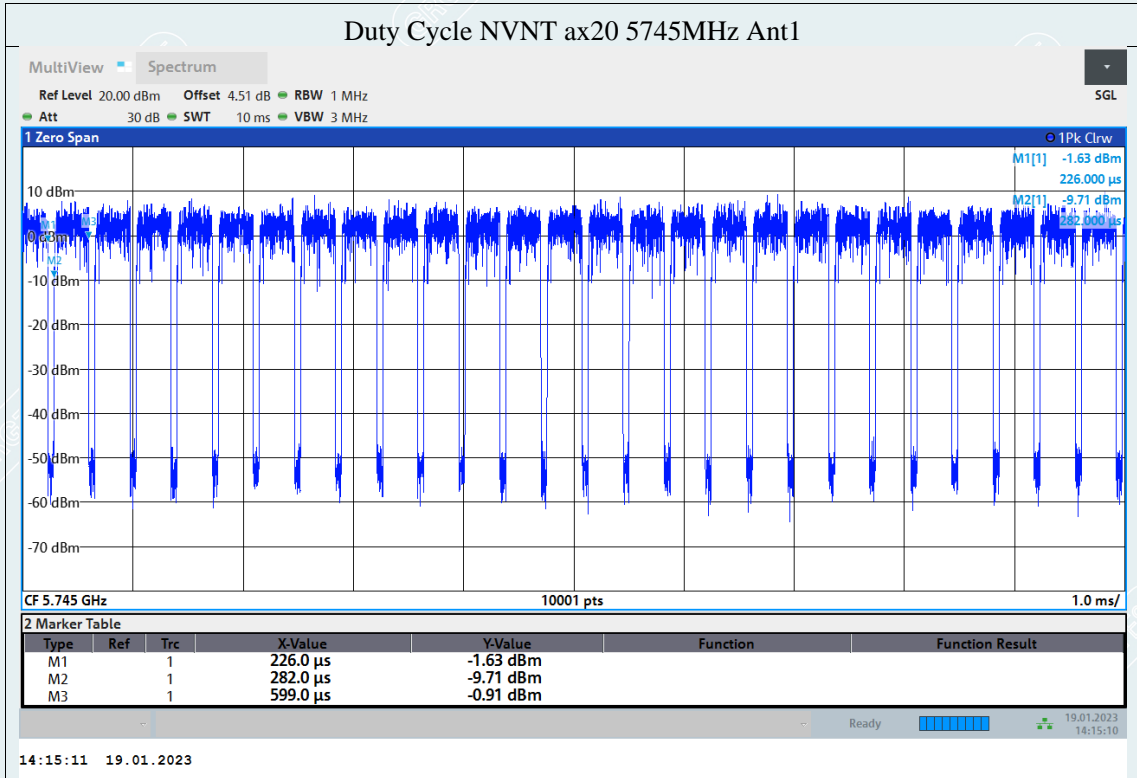 Duty Cycle NVNT ax20 5745MHz Ant1
MultiView Spectrum
Ref Level 20.00 dBm Offset 4.51 dB RBW 1 MHz SGL
Att 30 dB SWT 10 ms VBW 3 MHz
1 Zero Span 1Pk Clrw
M1[1] -1.63 dBm
226.000 µs
10 dBm M2[1] -9.71 dBm
M1 M3 282.000 µs
0 dBm
M2
-10 dBm
-20 dBm
-30 dBm
-40 dBm
-50 dBm
-60 dBm
-70 dBm
CF 5.745 GHz 10001 pts 1.0 ms/
2 Marker Table
Type Ref Trc X-Value Y-Value Function Function Result
M1 1 226.0 µs -1.63 dBm
M2 1 282.0 µs -9.71 dBm
M3 1 599.0 µs -0.91 dBm
Ready 19.01.2023
14:15:10
14:15:11 19.01.2023